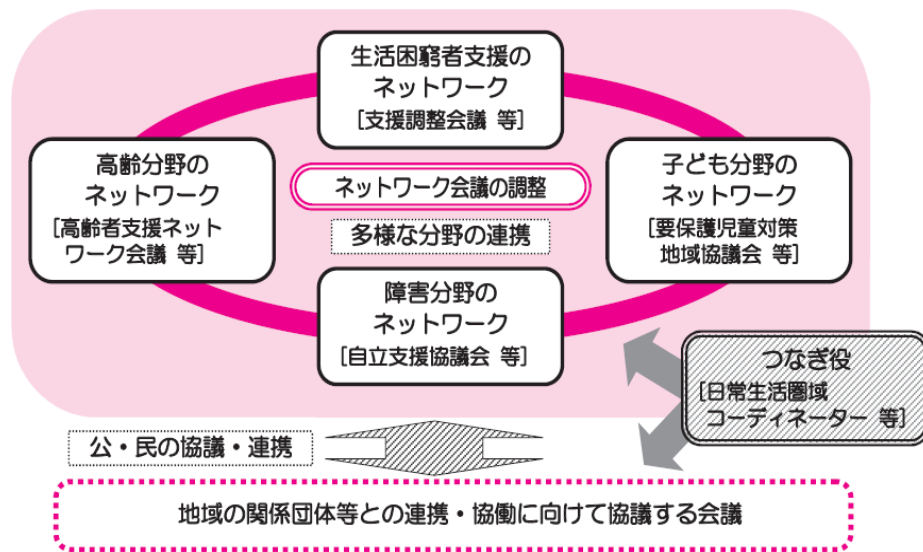 生活困窮者支援の
ネットワーク
[支援調整会議 等]
高齢分野の
ネットワーク
[高齢者支援ネット
ワーク会議 等]
ネットワーク会議の調整
多様な分野の連携
子ども分野の
ネットワーク
[要保護児童対策
地域協議会 等]
障害分野の
ネットワーク
[自立支援協議会 等]
つなぎ役
[日常生活圏域
コーディネーター 等]
公・民の協議・連携
地域の関係団体等との連携・協働に向けて協議する会議